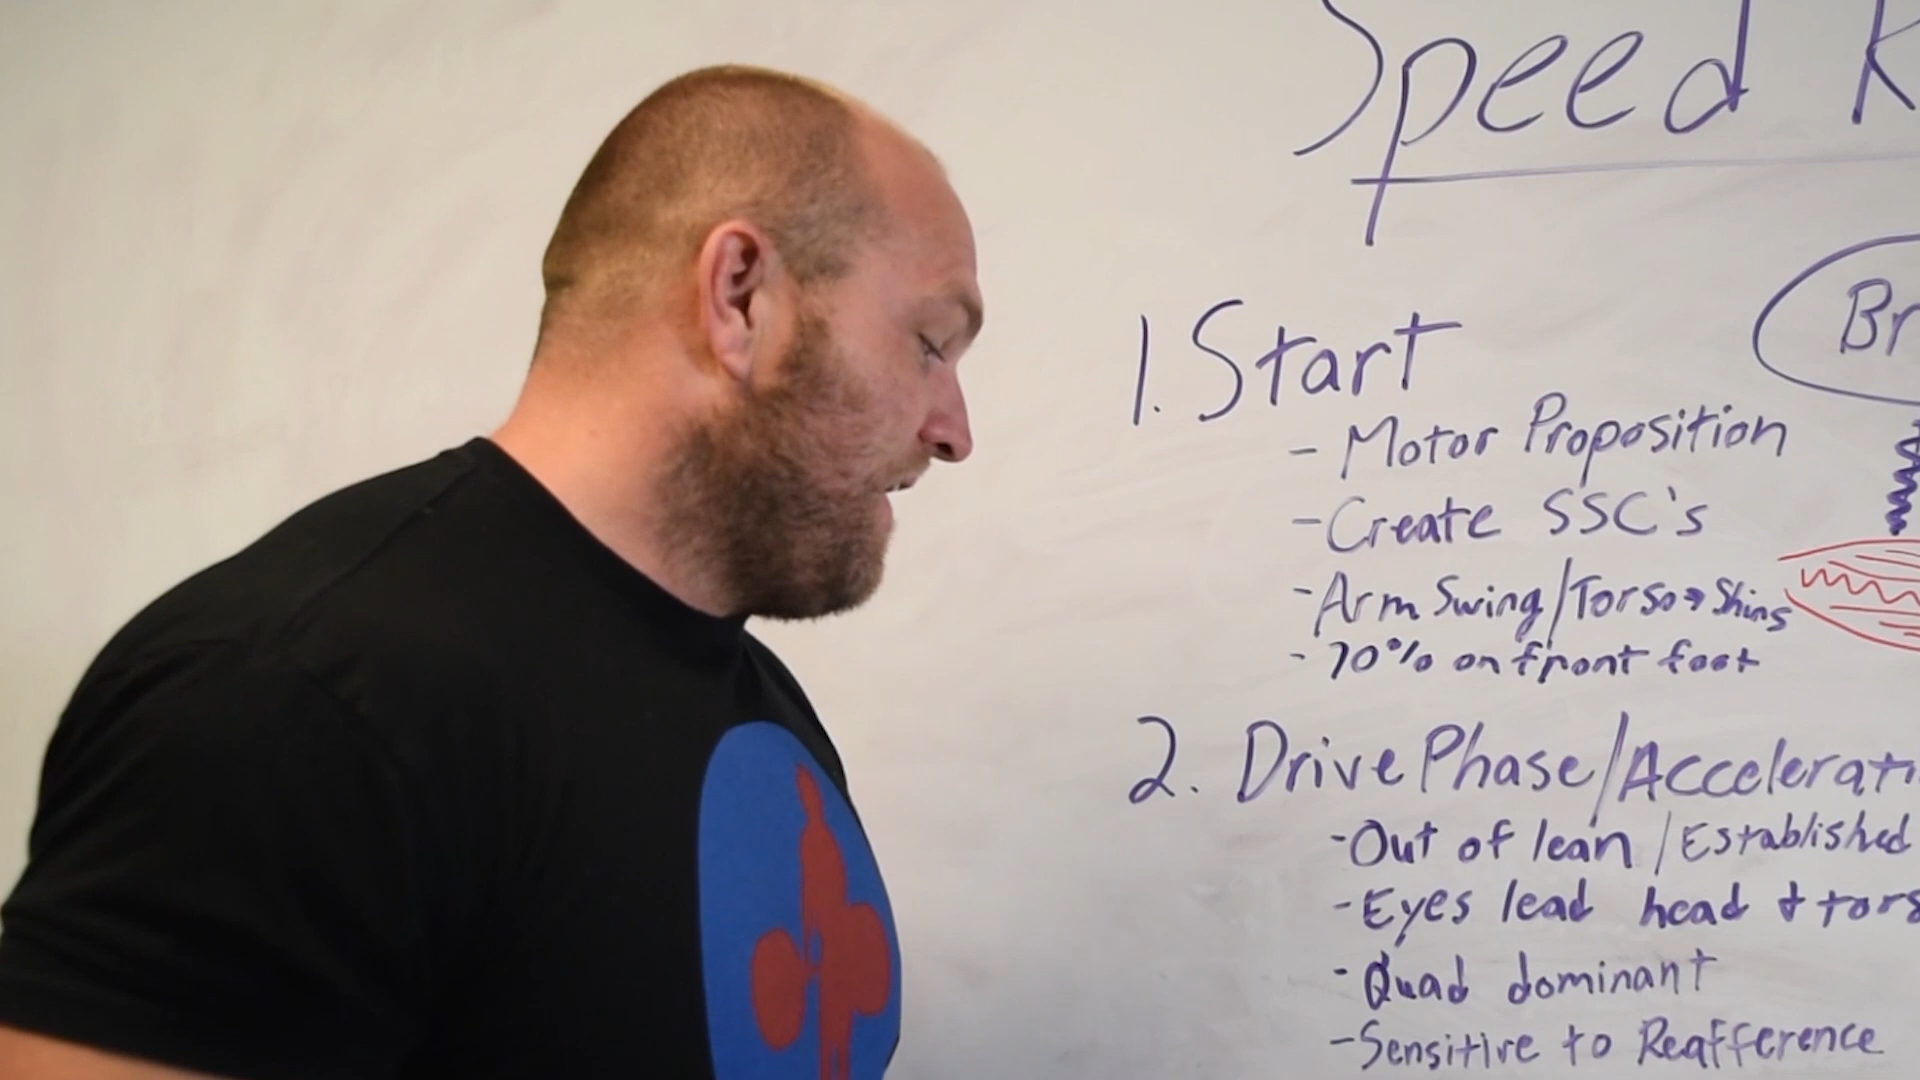 Speed
1. Start
- Motor Proposition
- Create SSC's
- Arm Swing/Torso→Shins
- 70% on front foot
2. Drive Phase/Accelerati
- Out of lean/Established
- Eyes lead head + tors
- Quad dominant
- Sensitive to Reafference
Br